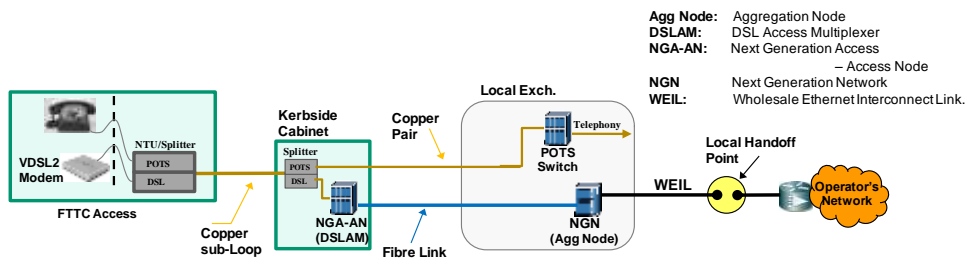 Agg Node: Aggregation Node
DSLAM: DSL Access Multiplexer
NGA-AN: Next Generation Access
– Access Node
NGN Next Generation Network
WEIL: Wholesale Ethernet Interconnect Link.
Local Exch.
Kerbside
Cabinet
Copper
Pair
Telephony
NTU/Splitter
Splitter
POTS
Switch
Local Handoff
Point
VDSL2
Modem
POTS
DSL
POTS
DSL
WEIL
Operator's
Network
FTTC Access
NGA-AN
(DSLAM)
NGN
(Agg Node)
Copper
sub-Loop
Fibre Link